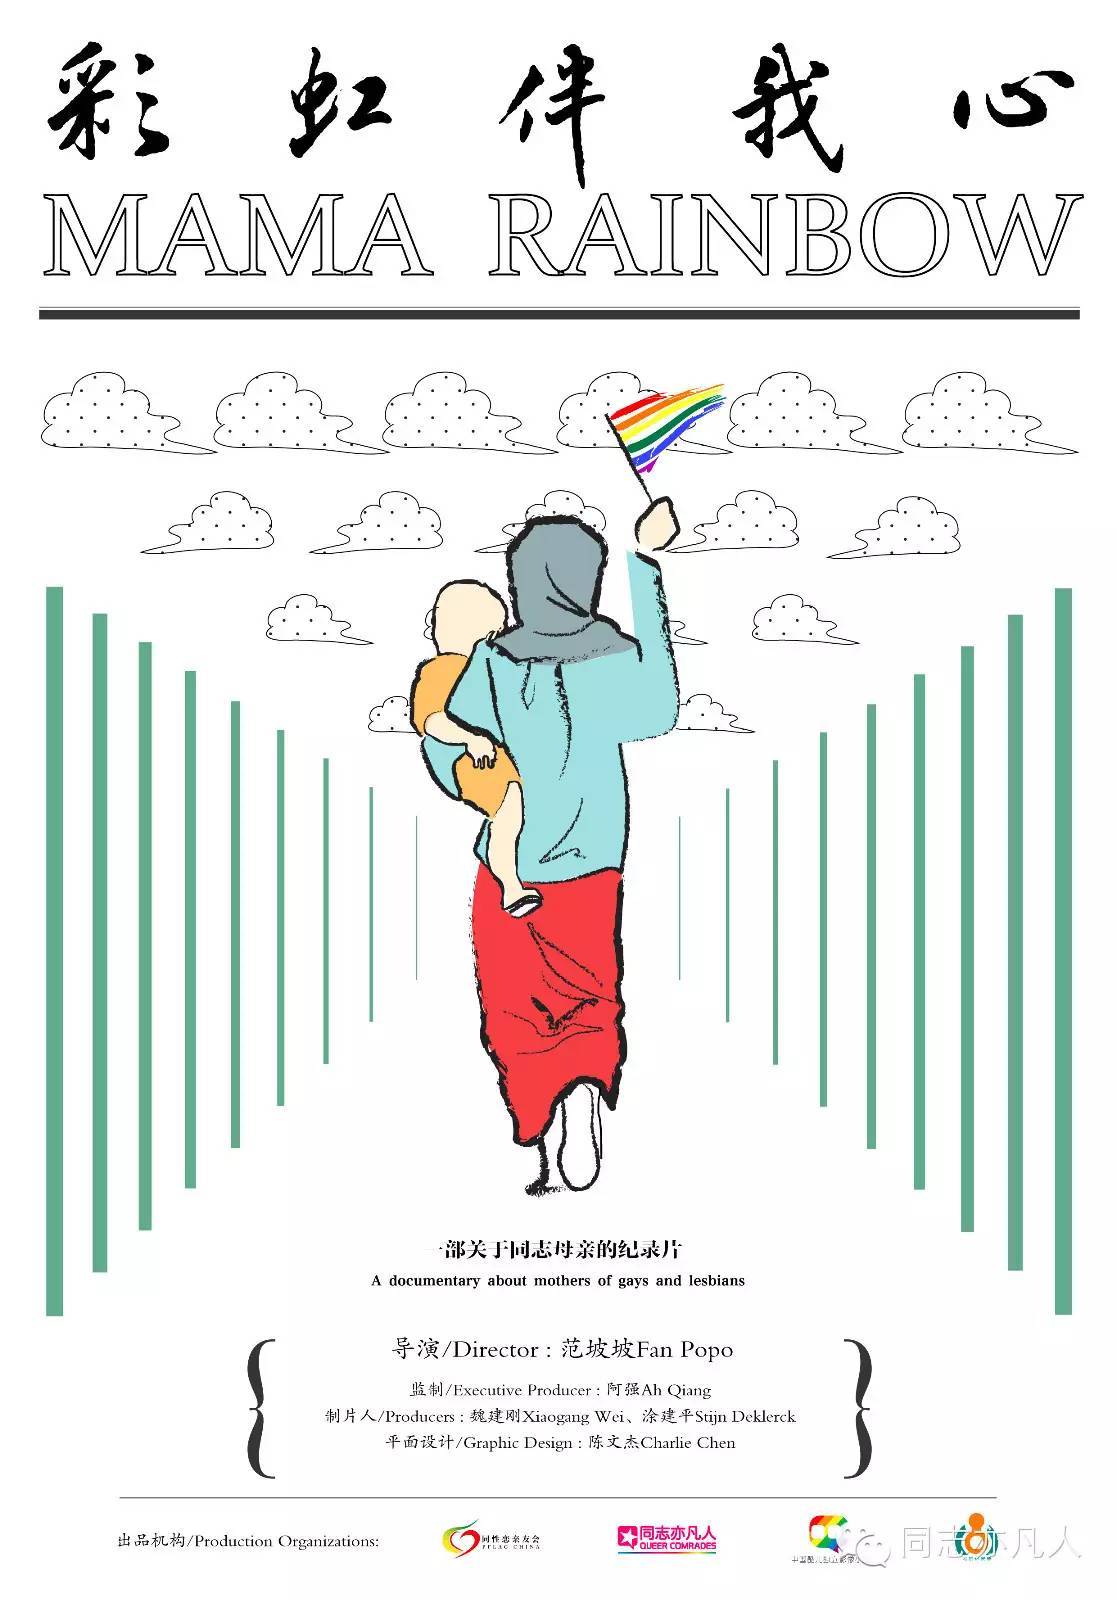 彩虹伴我心
MAMA RAINBOW
一部关于同志母亲的纪录片
A documentary about mothers of gays and lesbians
导演/Director : 范坡坡Fan Popo
监制/Executive Producer : 阿强Ah Qiang
制片人/Producers : 魏建刚Xiaogang Wei、涂建平Stijn Deklerck
平面设计/Graphic Design : 陈文杰Charlie Chen
出品机构/Production Organizations:
同性恋亲友会
PFLAG CHINA
同志亦凡人
QUEER COMRADES
同志亦凡人